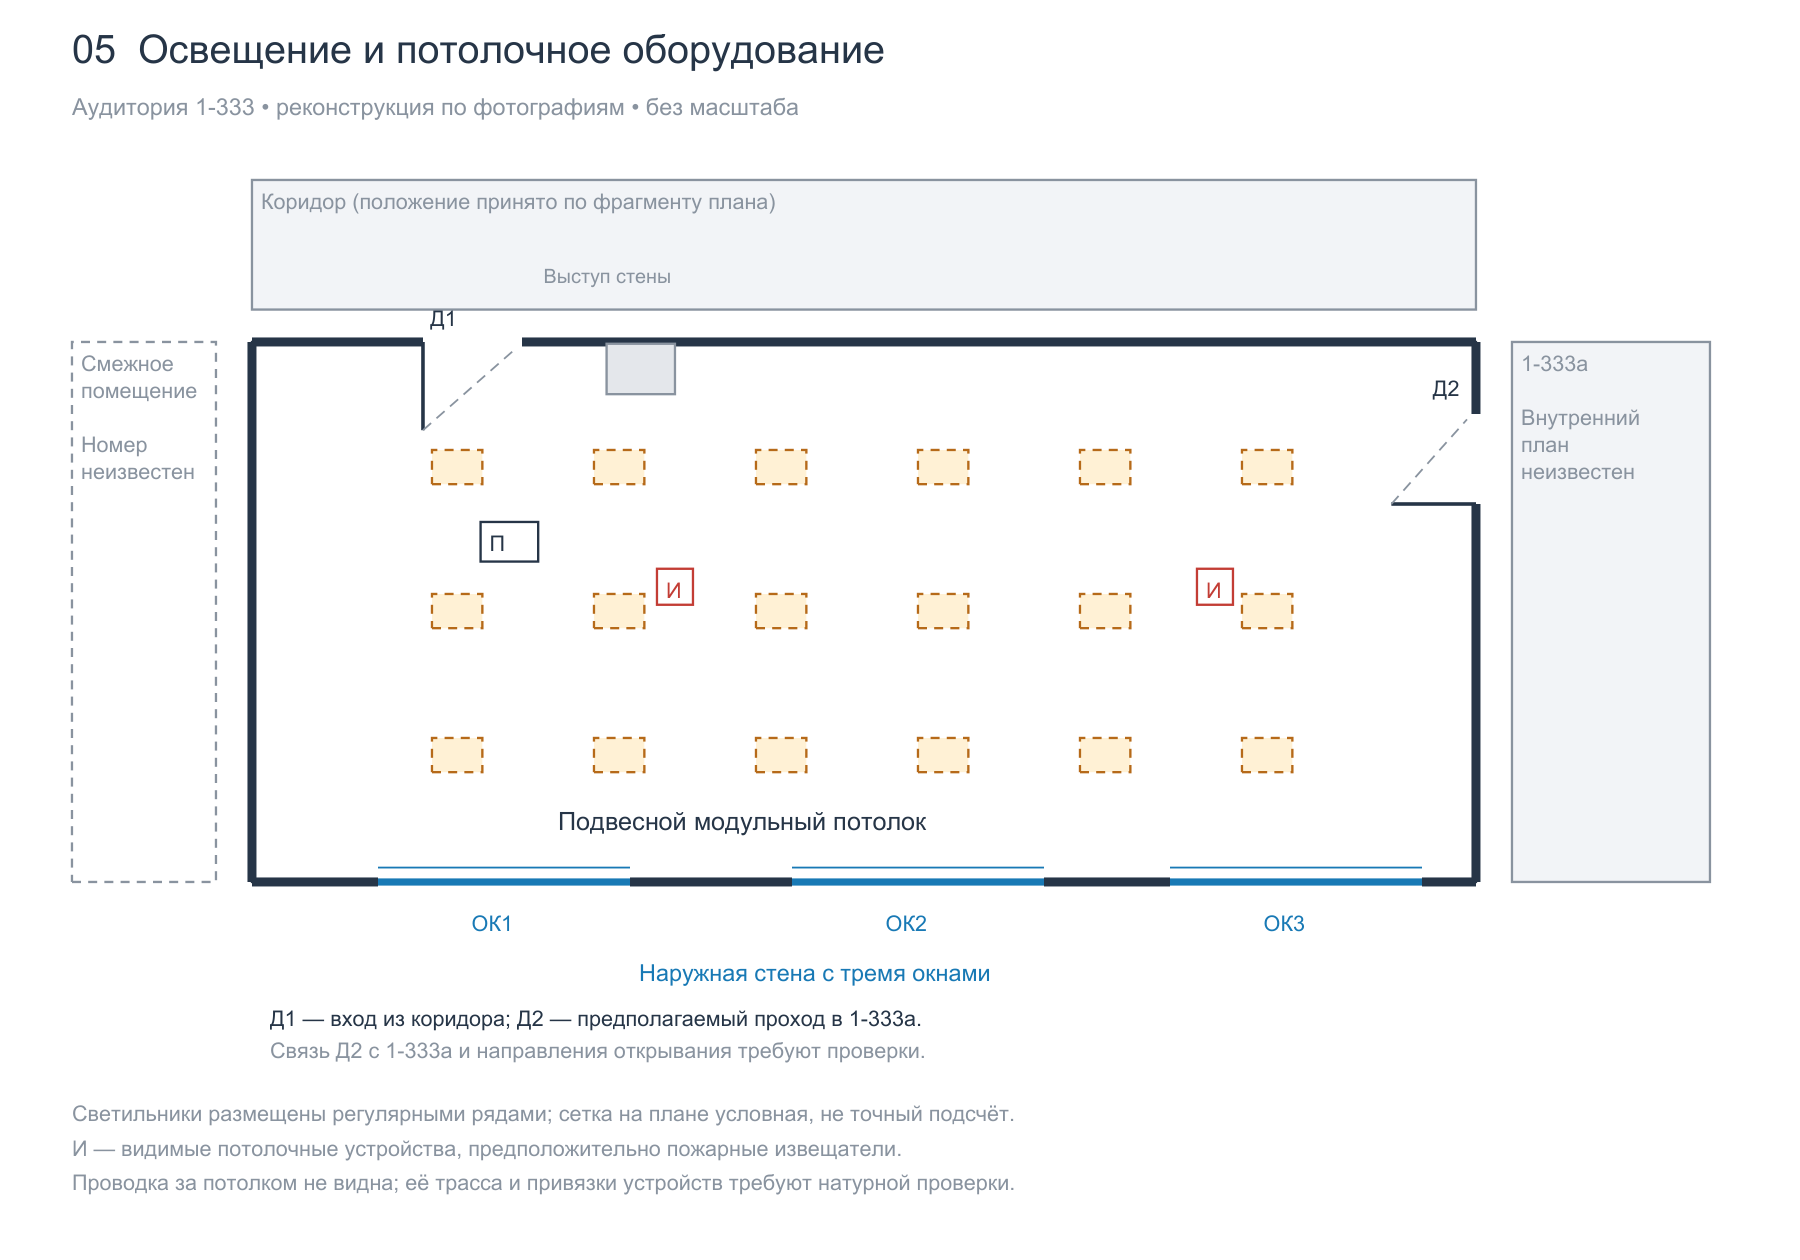 05 Освещение и потолочное оборудование
Аудитория 1-333 • реконструкция по фотографиям • без масштаба
Коридор (положение принято по фрагменту плана)
Выступ стены
Д1
Смежное
помещение
Номер
неизвестен
Д2
1-333а
Внутренний
план
неизвестен
П
И
И
Подвесной модульный потолок
ОК1
ОК2
ОК3
Наружная стена с тремя окнами
Д1 — вход из коридора; Д2 — предполагаемый проход в 1-333а.
Связь Д2 с 1-333а и направления открывания требуют проверки.
Светильники размещены регулярными рядами; сетка на плане условная, не точный подсчёт.
И — видимые потолочные устройства, предположительно пожарные извещатели.
Проводка за потолком не видна; её трасса и привязки устройств требуют натурной проверки.